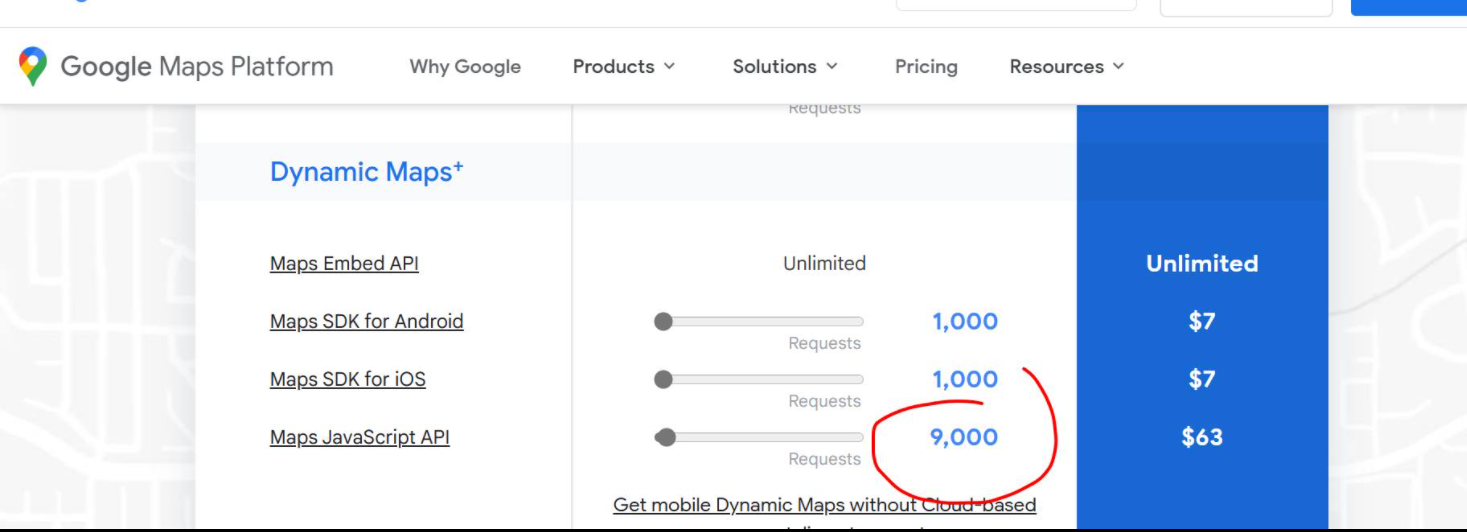 Google Maps Platform Why Google Products Solutions Pricing Resources
Requests
Dynamic Maps+
Maps Embed API Unlimited Unlimited
Maps SDK for Android 1,000 $7
Requests
Maps SDK for iOS 1,000 $7
Requests
Maps JavaScript API 9,000 $63
Requests
Get mobile Dynamic Maps without Cloud-based